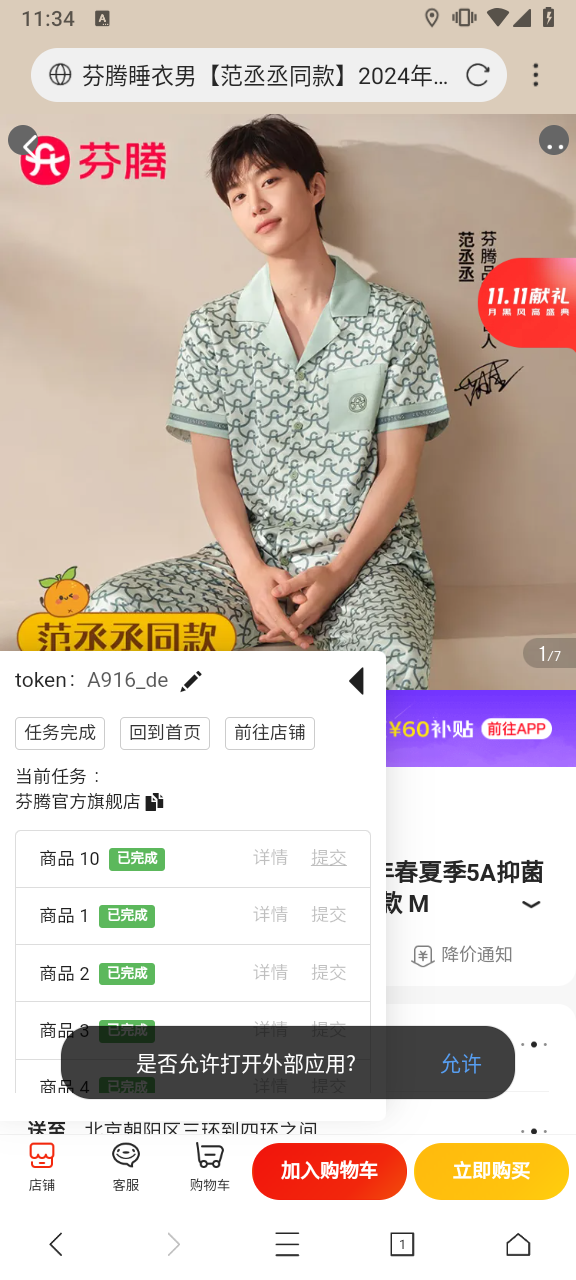 11:34
A
芬腾睡衣男【范丞丞同款】2024年…
芬腾
范丞丞
芬腾品
人
11.11献礼
月黑风高盛典
范丞丞同款
1/7
token： A916_de
任务完成
回到首页
前往店铺
¥60补贴 前往APP
当前任务：
芬腾官方旗舰店
商品 10 已完成 详情 提交
年春夏季5A抑菌
款 M
商品 1 已完成 详情 提交
降价通知
商品 2 已完成 详情 提交
商品 3 已完成 详情 提交
是否允许打开外部应用? 允许
商品 4 已完成 详情 提交
送至 北京朝阳区三环到四环之间
店铺
客服
购物车
加入购物车
立即购买
1